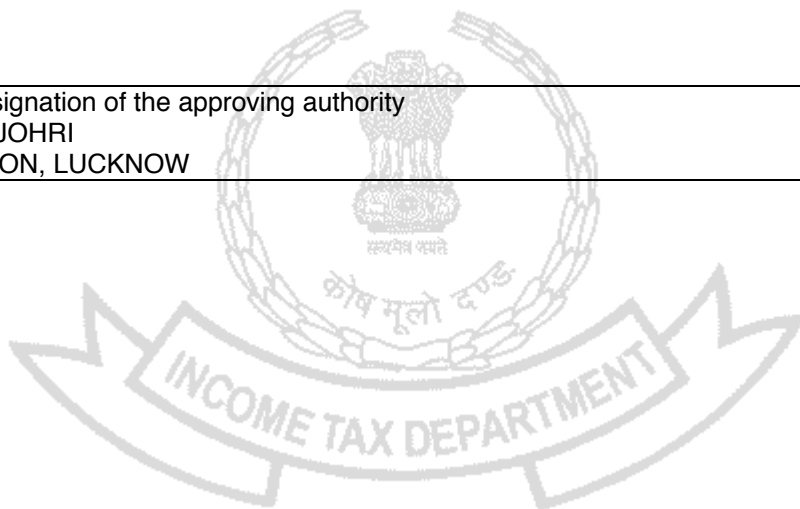 signation of the approving authority
JOHRI
ON, LUCKNOW
सत्यमेव जयते
कोष मूलो दण्ड:
INCOME TAX DEPARTMENT